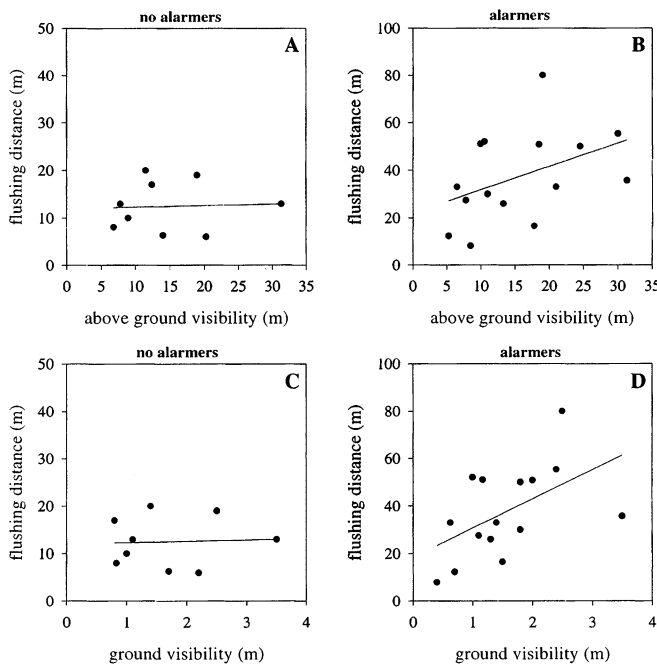 no alarmers
A
flushing distance (m)
50
40
30
20
10
0
0 5 10 15 20 25 30 35
above ground visibility (m)
alarmers
B
flushing distance (m)
100
80
60
40
20
0
0 5 10 15 20 25 30 35
above ground visibility (m)
no alarmers
C
flushing distance (m)
50
40
30
20
10
0
0 1 2 3 4
ground visibility (m)
alarmers
D
flushing distance (m)
100
80
60
40
20
0
0 1 2 3 4
ground visibility (m)